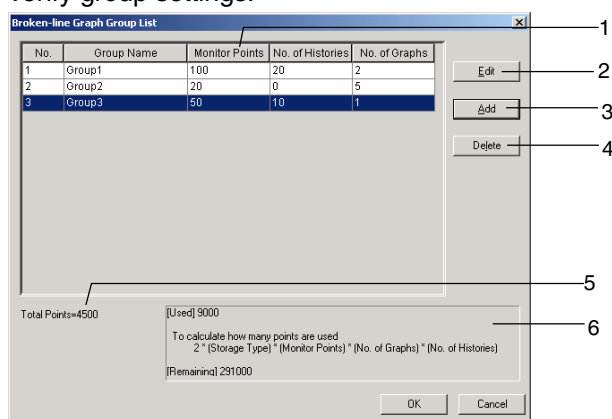 verify group settings.
Broken-line Graph Group List
1
No. Group Name Monitor Points No. of Histories No. of Graphs
1 Group1 100 20 2
Edit 2
2 Group2 20 0 5
3 Group3 50 10 1
Add 3
Delete 4
5
Total Points=4500
[Used] 9000
6
To calculate how many points are used
2 * (Storage Type) * (Monitor Points) * (No. of Graphs) * (No. of Histories)
[Remaining] 291000
OK Cancel